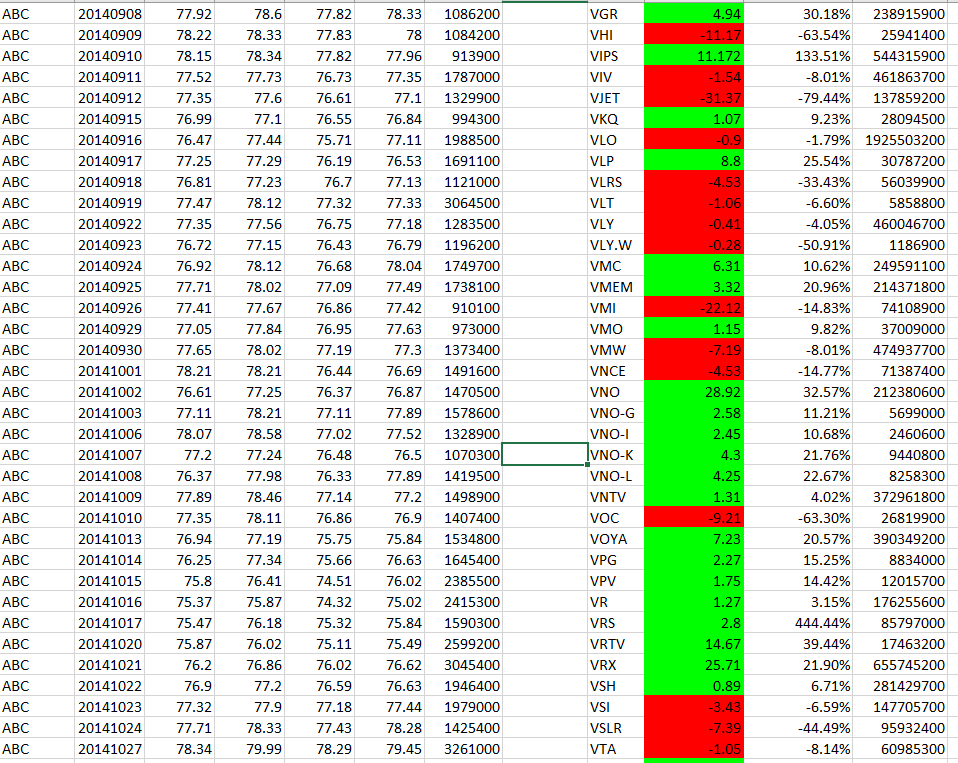 ABC 20140908 77.92 78.6 77.82 78.33 1086200 VGR 4.94 30.18% 238915900
ABC 20140909 78.22 78.33 77.83 78 1084200 VHI -11.17 -63.54% 25941400
ABC 20140910 78.15 78.34 77.82 77.96 913900 VIPS 11.172 133.51% 544315900
ABC 20140911 77.52 77.73 76.73 77.35 1787000 VIV -1.54 -8.01% 461863700
ABC 20140912 77.35 77.6 76.61 77.1 1329900 VJET -31.37 -79.44% 137859200
ABC 20140915 76.99 77.1 76.55 76.84 994300 VKQ 1.07 9.23% 28094500
ABC 20140916 76.47 77.44 75.71 77.11 1988500 VLO -0.9 -1.79% 1925503200
ABC 20140917 77.25 77.29 76.19 76.53 1691100 VLP 8.8 25.54% 30787200
ABC 20140918 76.81 77.23 76.7 77.13 1121000 VLRS -4.53 -33.43% 56039900
ABC 20140919 77.47 78.12 77.32 77.33 3064500 VLT -1.06 -6.60% 5858800
ABC 20140922 77.35 77.56 76.75 77.18 1283500 VLY -0.41 -4.05% 460046700
ABC 20140923 76.72 77.15 76.43 76.79 1196200 VLY.W -0.28 -50.91% 1186900
ABC 20140924 76.92 78.12 76.68 78.04 1749700 VMC 6.31 10.62% 249591100
ABC 20140925 77.71 78.02 77.09 77.49 1738100 VMEM 3.32 20.96% 214371800
ABC 20140926 77.41 77.67 76.86 77.42 910100 VMI -22.12 -14.83% 74108900
ABC 20140929 77.05 77.84 76.95 77.63 973000 VMO 1.15 9.82% 37009000
ABC 20140930 77.65 78.02 77.19 77.3 1373400 VMW -7.19 -8.01% 474937700
ABC 20141001 78.21 78.21 76.44 76.69 1491600 VNCE -4.53 -14.77% 71387400
ABC 20141002 76.61 77.25 76.37 76.87 1470500 VNO 28.92 32.57% 212380600
ABC 20141003 77.11 78.21 77.11 77.89 1578600 VNO-G 2.58 11.21% 5699000
ABC 20141006 78.07 78.58 77.02 77.52 1328900 VNO-I 2.45 10.68% 2460600
ABC 20141007 77.2 77.24 76.48 76.5 1070300 VNO-K 4.3 21.76% 9440800
ABC 20141008 76.37 77.98 76.33 77.89 1419500 VNO-L 4.25 22.67% 8258300
ABC 20141009 77.89 78.46 77.14 77.2 1498900 VNTV 1.31 4.02% 372961800
ABC 20141010 77.35 78.11 76.86 76.9 1407400 VOC -9.21 -63.30% 26819900
ABC 20141013 76.94 77.19 75.75 75.84 1534800 VOYA 7.23 20.57% 390349200
ABC 20141014 76.25 77.34 75.66 76.63 1645400 VPG 2.27 15.25% 8834000
ABC 20141015 75.8 76.41 74.51 76.02 2385500 VPV 1.75 14.42% 12015700
ABC 20141016 75.37 75.87 74.32 75.02 2415300 VR 1.27 3.15% 176255600
ABC 20141017 75.47 76.18 75.32 75.84 1590300 VRS 2.8 444.44% 85797000
ABC 20141020 75.87 76.02 75.11 75.49 2599200 VRTV 14.67 39.44% 17463200
ABC 20141021 76.2 76.86 76.02 76.62 3045400 VRX 25.71 21.90% 655745200
ABC 20141022 76.9 77.2 76.59 76.63 1946400 VSH 0.89 6.71% 281429700
ABC 20141023 77.32 77.9 77.18 77.44 1979000 VSI -3.43 -6.59% 147705700
ABC 20141024 77.71 78.33 77.43 78.28 1425400 VSLR -7.39 -44.49% 95932400
ABC 20141027 78.34 79.99 78.29 79.45 3261000 VTA -1.05 -8.14% 60985300